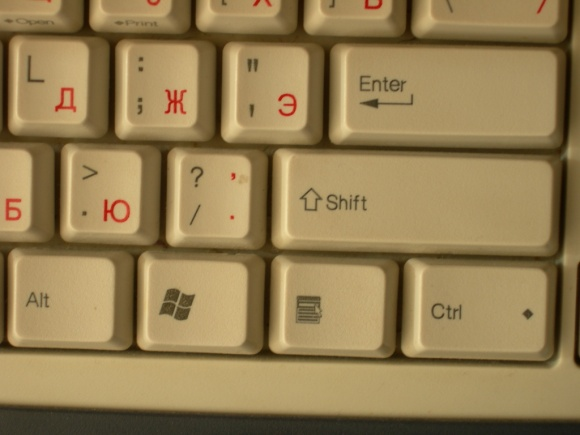 Open Print
L Д : ; Ж " ' Э Enter
Б > . Ю ? / , . Shift
Alt Ctrl